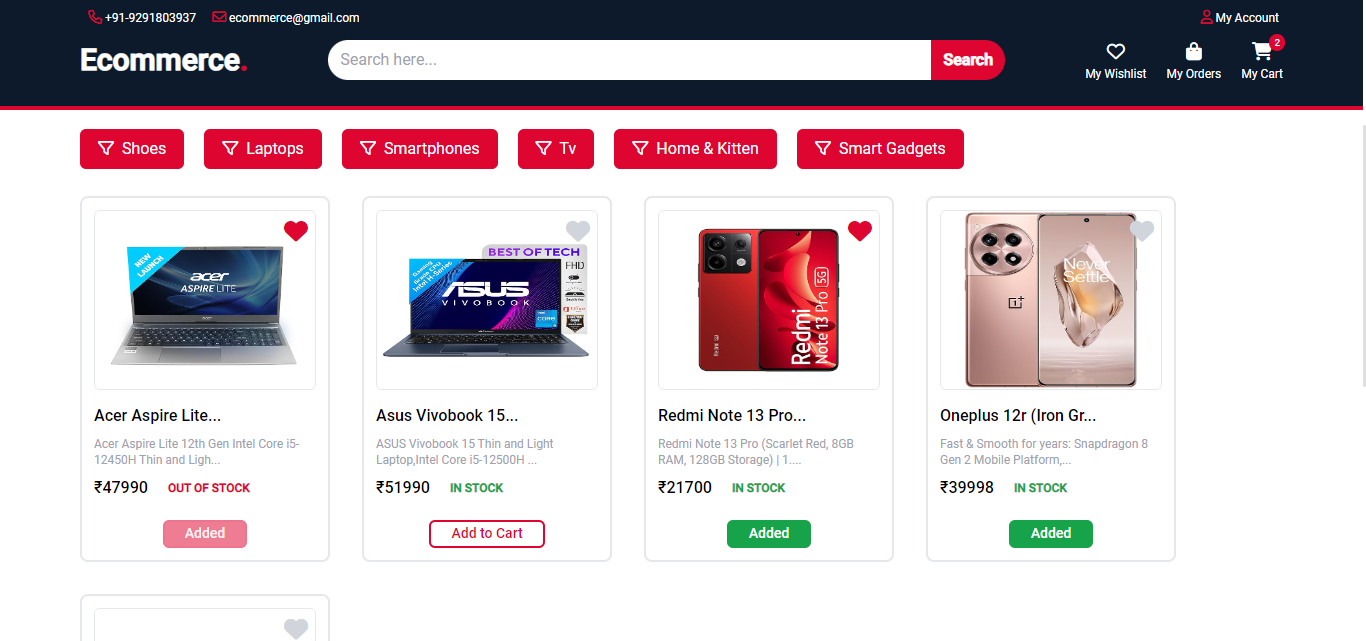 +91-9291803937 ecommerce@gmail.com My Account
Ecommerce.
Search here... Search
My Wishlist My Orders My Cart 2
Shoes Laptops Smartphones Tv Home & Kitten Smart Gadgets
NEW LAUNCH
acer
ASPIRE LITE
BEST OF TECH
FHD
Gaming Grade CPU
Intel H-Series
ASUS
VIVOBOOK
Redmi
Note 13 Pro 5G
Never
Settle
Acer Aspire Lite...
Acer Aspire Lite 12th Gen Intel Core i5-
12450H Thin and Ligh...
₹47990 OUT OF STOCK
Added
Asus Vivobook 15...
ASUS Vivobook 15 Thin and Light
Laptop,Intel Core i5-12500H ...
₹51990 IN STOCK
Add to Cart
Redmi Note 13 Pro...
Redmi Note 13 Pro (Scarlet Red, 8GB
RAM, 128GB Storage) | 1....
₹21700 IN STOCK
Added
Oneplus 12r (Iron Gr...
Fast & Smooth for years: Snapdragon 8
Gen 2 Mobile Platform,...
₹39998 IN STOCK
Added